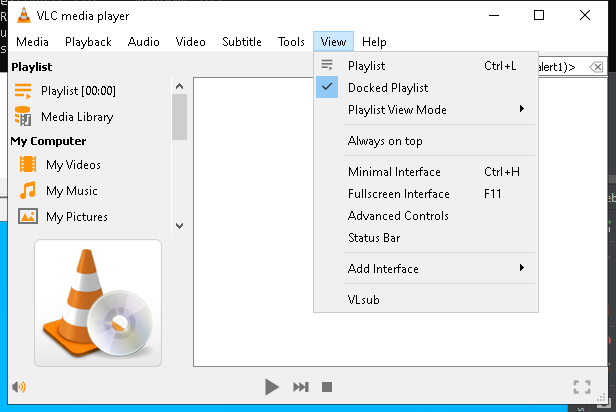 VLC media player
Media Playback Audio Video Subtitle Tools View Help
Playlist
Playlist [00:00]
Media Library
My Computer
My Videos
My Music
My Pictures
Playlist Ctrl+L
Docked Playlist
Playlist View Mode
Always on top
Minimal Interface Ctrl+H
Fullscreen Interface F11
Advanced Controls
Status Bar
Add Interface
VLsub
alert1)>